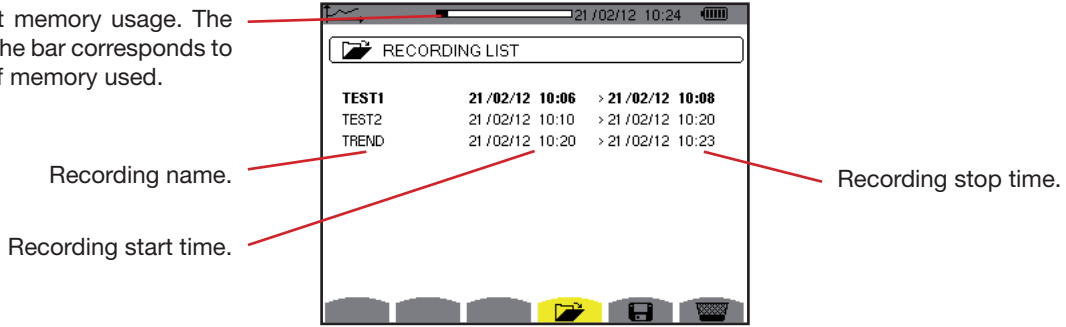 t memory usage. The
he bar corresponds to
f memory used.
21/02/12 10:24
RECORDING LIST
TEST1 21/02/12 10:06 > 21/02/12 10:08
TEST2 21/02/12 10:10 > 21/02/12 10:20
TREND 21/02/12 10:20 > 21/02/12 10:23
Recording name.
Recording stop time.
Recording start time.